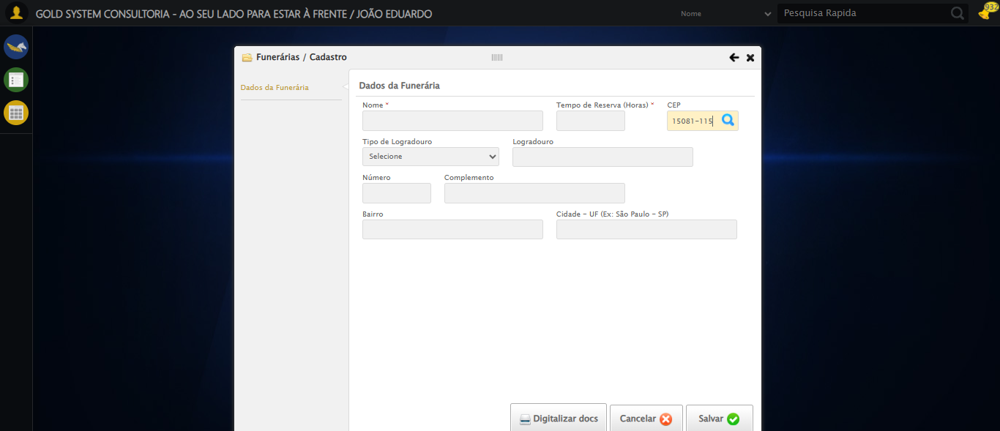 GOLD SYSTEM CONSULTORIA - AO SEU LADO PARA ESTAR À FRENTE / JOÃO EDUARDO
Nome
Pesquisa Rapida
932
Funerárias / Cadastro
Dados da Funerária
Dados da Funerária
Nome *
Tempo de Reserva (Horas) *
CEP
15081-115
Tipo de Logradouro
Logradouro
Selecione
Número
Complemento
Bairro
Cidade - UF (Ex: São Paulo - SP)
Digitalizar docs
Cancelar
Salvar